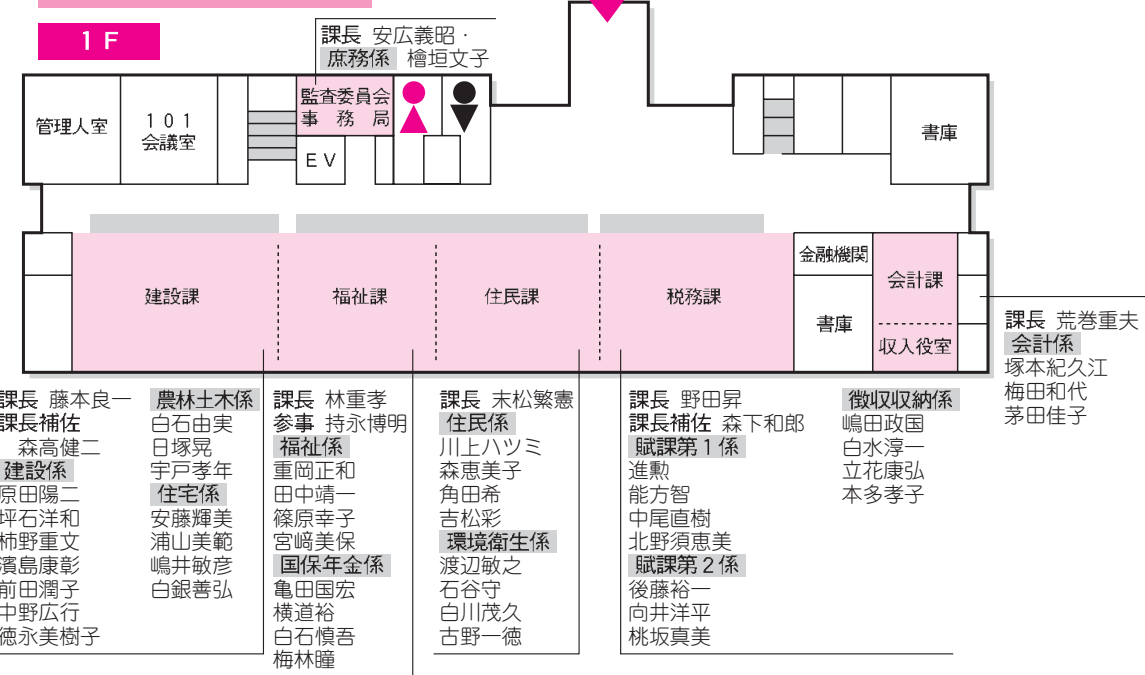 1F
課長 安広義昭・
庶務係 檜垣文子
監査委員会
事務局
管理人室
101
会議室
EV
書庫
建設課
福祉課
住民課
税務課
金融機関
書庫
会計課
収入役室
課長 藤本良一
課長補佐
森高健二
建設係
原田陽二
坪石洋和
柿野重文
濱島康彰
前田潤子
中野広行
徳永美樹子
農林土木係
白石由実
日塚晃
宇戸孝年
住宅係
安藤輝美
浦山美範
嶋井敏彦
白銀善弘
課長 林重孝
参事 持永博明
福祉係
重岡正和
田中靖一
篠原幸子
宮﨑美保
国保年金係
亀田国宏
横道裕
白石慎吾
梅林瞳
課長 末松繁憲
住民係
川上ハツミ
森恵美子
角田希
吉松彩
環境衛生係
渡辺敏之
石谷守
白川茂久
古野一徳
課長 野田昇
課長補佐 森下和郎
賦課第1係
進勲
能方智
中尾直樹
北野須恵美
賦課第2係
後藤裕一
向井洋平
桃坂真美
徴収収納係
嶋田政国
白水淳一
立花康弘
本多孝子
課長 荒巻重夫
会計係
塚本紀久江
梅田和代
茅田佳子